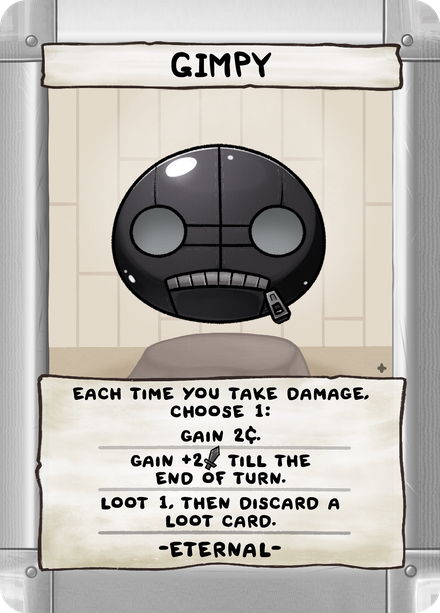 GIMPY
EACH TIME YOU TAKE DAMAGE,
CHOOSE 1:
GAIN 2¢.
GAIN +2 TILL THE
END OF TURN.
LOOT 1, THEN DISCARD A
LOOT CARD.
-ETERNAL-